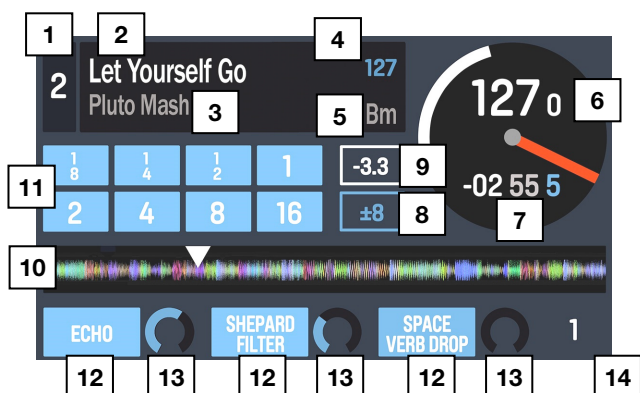 1 2 4
2 Let Yourself Go 127
Pluto Mash 3 5 Bm
127 0 6
-02 55 5
7
11
1/8 1/4 1/2 1 -3.3 9
2 4 8 16 ±8 8
10
ECHO SHEPARD FILTER SPACE VERB DROP 1
12 13 12 13 12 13 14